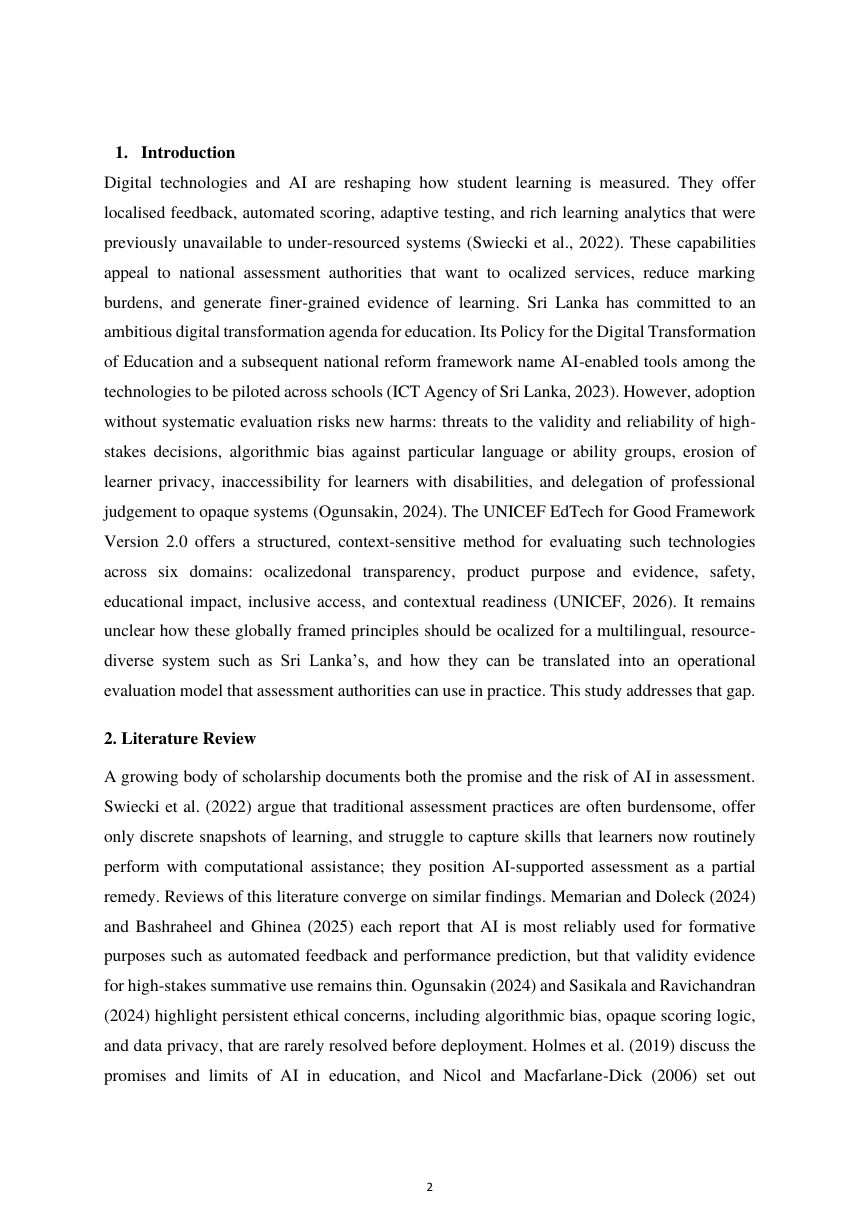 1. Introduction
Digital technologies and AI are reshaping how student learning is measured. They offer
localised feedback, automated scoring, adaptive testing, and rich learning analytics that were
previously unavailable to under-resourced systems (Swiecki et al., 2022). These capabilities
appeal to national assessment authorities that want to ocalized services, reduce marking
burdens, and generate finer-grained evidence of learning. Sri Lanka has committed to an
ambitious digital transformation agenda for education. Its Policy for the Digital Transformation
of Education and a subsequent national reform framework name AI-enabled tools among the
technologies to be piloted across schools (ICT Agency of Sri Lanka, 2023). However, adoption
without systematic evaluation risks new harms: threats to the validity and reliability of high-
stakes decisions, algorithmic bias against particular language or ability groups, erosion of
learner privacy, inaccessibility for learners with disabilities, and delegation of professional
judgement to opaque systems (Ogunsakin, 2024). The UNICEF EdTech for Good Framework
Version 2.0 offers a structured, context-sensitive method for evaluating such technologies
across six domains: ocalizedonal transparency, product purpose and evidence, safety,
educational impact, inclusive access, and contextual readiness (UNICEF, 2026). It remains
unclear how these globally framed principles should be ocalized for a multilingual, resource-
diverse system such as Sri Lanka’s, and how they can be translated into an operational
evaluation model that assessment authorities can use in practice. This study addresses that gap.
2. Literature Review
A growing body of scholarship documents both the promise and the risk of AI in assessment.
Swiecki et al. (2022) argue that traditional assessment practices are often burdensome, offer
only discrete snapshots of learning, and struggle to capture skills that learners now routinely
perform with computational assistance; they position AI-supported assessment as a partial
remedy. Reviews of this literature converge on similar findings. Memarian and Doleck (2024)
and Bashraheel and Ghinea (2025) each report that AI is most reliably used for formative
purposes such as automated feedback and performance prediction, but that validity evidence
for high-stakes summative use remains thin. Ogunsakin (2024) and Sasikala and Ravichandran
(2024) highlight persistent ethical concerns, including algorithmic bias, opaque scoring logic,
and data privacy, that are rarely resolved before deployment. Holmes et al. (2019) discuss the
promises and limits of AI in education, and Nicol and Macfarlane-Dick (2006) set out
2